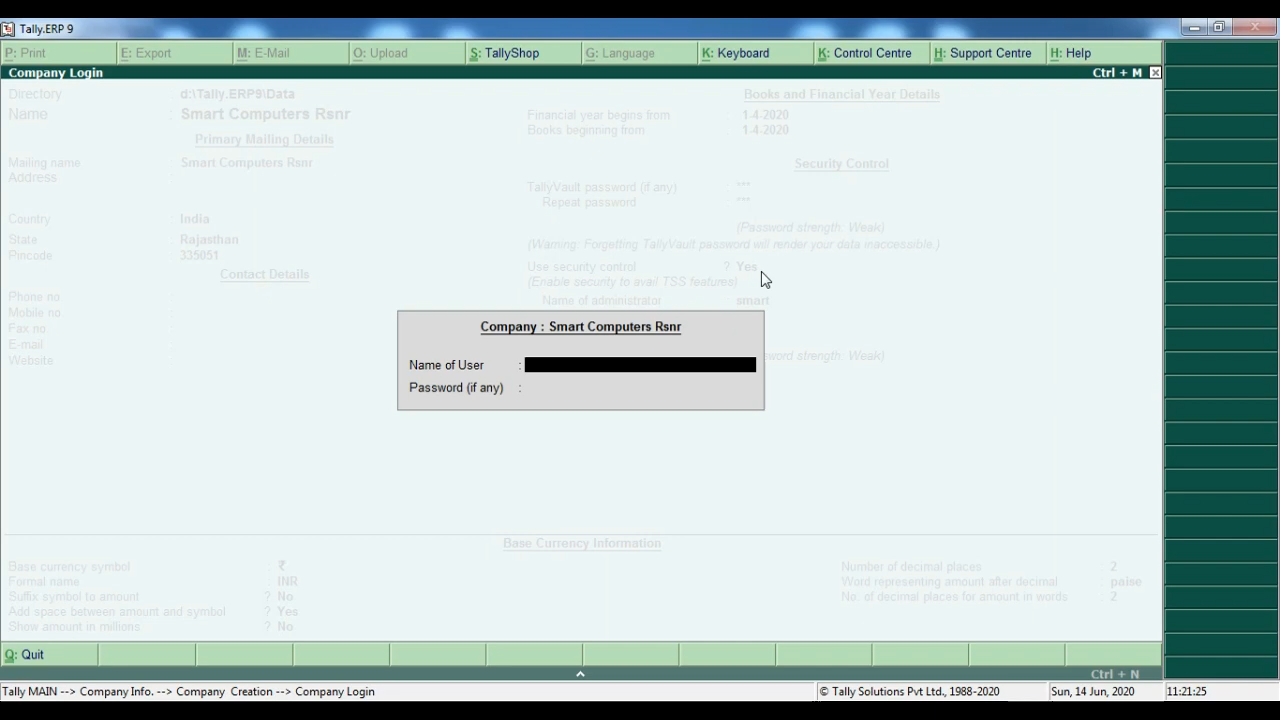 Tally.ERP 9
P: Print E: Export M: E-Mail O: Upload S: TallyShop G: Language K: Keyboard K: Control Centre H: Support Centre H: Help
Company Login Ctrl + M
Directory d:\Tally.ERP9\Data
Name : Smart Computers Rsnr
Primary Mailing Details
Mailing name : Smart Computers Rsnr
Address :
Country : India
State : Rajasthan
Pincode : 335051
Contact Details
Phone no :
Mobile no :
Fax no :
E-mail :
Website :
Books and Financial Year Details
Financial year begins from : 1-4-2020
Books beginning from : 1-4-2020
Security Control
TallyVault password (if any) : ***
Repeat password ***
(Password strength: Weak)
(Warning: Forgetting TallyVault password will render your data inaccessible.)
Use security control ? Yes
(Enable security to avail TSS features)
Name of administrator smart
word strength: Weak)
Company : Smart Computers Rsnr
Name of User :
Password (if any) :
Base Currency Information
Base currency symbol : ₹
Formal name : INR
Suffix symbol to amount ? No
Add space between amount and symbol ? Yes
Show amount in millions ? No
Number of decimal places : 2
Word representing amount after decimal : paise
No. of decimal places for amount in words : 2
Q: Quit
Ctrl + N
Tally MAIN --> Company Info. --> Company Creation --> Company Login © Tally Solutions Pvt Ltd., 1988-2020 Sun, 14 Jun, 2020 11:21:25